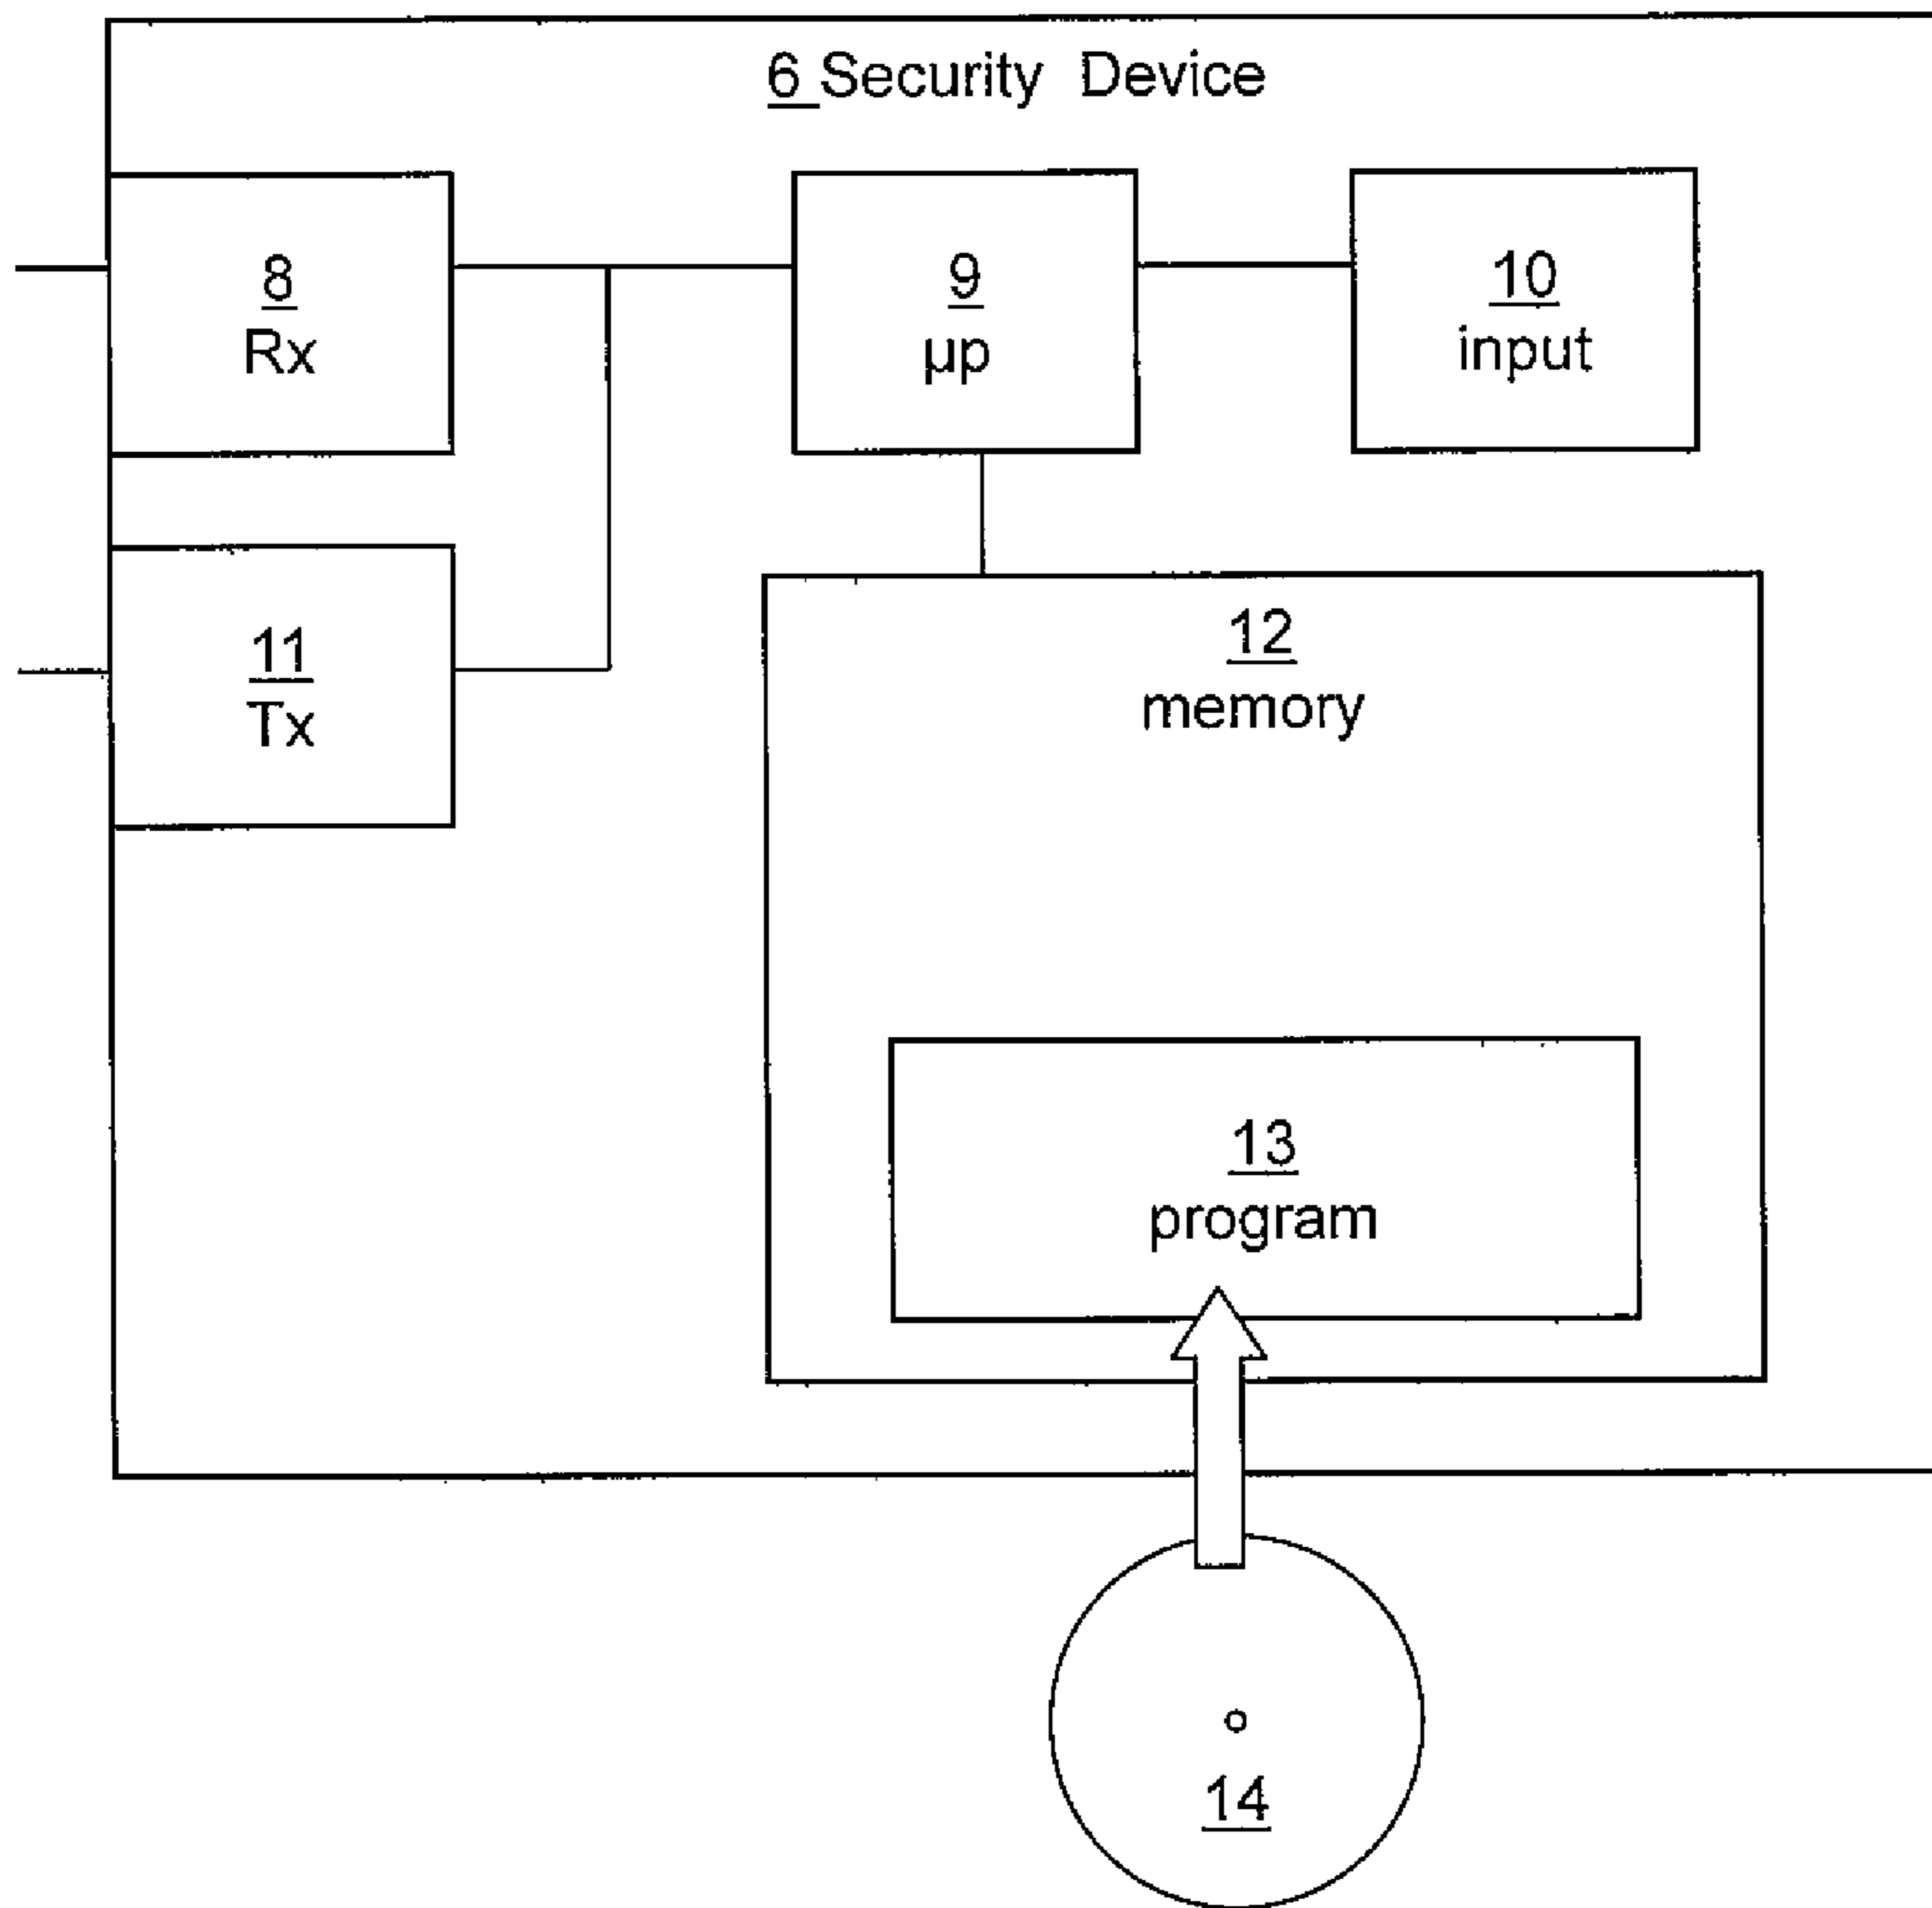 6 Security Device
8
Rx
9
µp
10
input
11
Tx
12
memory
13
program
14